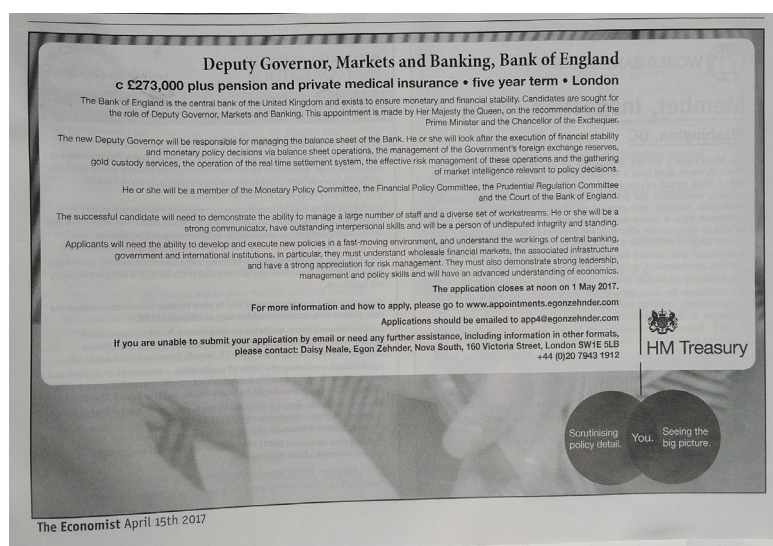 Deputy Governor, Markets and Banking, Bank of England
c £273,000 plus pension and private medical insurance • five year term • London
The Bank of England is the central bank of the United Kingdom and exists to ensure monetary and financial stability. Candidates are sought for
the role of Deputy Governor, Markets and Banking. This appointment is made by Her Majesty the Queen, on the recommendation of the
Prime Minister and the Chancellor of the Exchequer.
The new Deputy Governor will be responsible for managing the balance sheet of the Bank. He or she will look after the execution of financial stability
and monetary policy decisions via balance sheet operations, the management of the Government's foreign exchange reserves,
gold custody services, the operation of the real time settlement system, the effective risk management of these operations and the gathering
of market intelligence relevant to policy decisions.
He or she will be a member of the Monetary Policy Committee, the Financial Policy Committee, the Prudential Regulation Committee
and the Court of the Bank of England.
The successful candidate will need to demonstrate the ability to manage a large number of staff and a diverse set of workstreams. He or she will be a
strong communicator, have outstanding interpersonal skills and will be a person of undisputed integrity and standing.
Applicants will need the ability to develop and execute new policies in a fast-moving environment, and understand the workings of central banking,
government and international institutions. In particular, they must understand wholesale financial markets, the associated infrastructure
and have a strong appreciation for risk management. They must also demonstrate strong leadership,
management and policy skills and will have an advanced understanding of economics.
The application closes at noon on 1 May 2017.
For more information and how to apply, please go to www.appointments.egonzehnder.com
Applications should be emailed to app4@egonzehnder.com
If you are unable to submit your application by email or need any further assistance, including information in other formats,
please contact: Daisy Neale, Egon Zehnder, Nova South, 160 Victoria Street, London SW1E 5LB
+44 (0)20 7943 1912
HM Treasury
Scrutinising
policy detail.
You.
Seeing the
big picture.
The Economist April 15th 2017